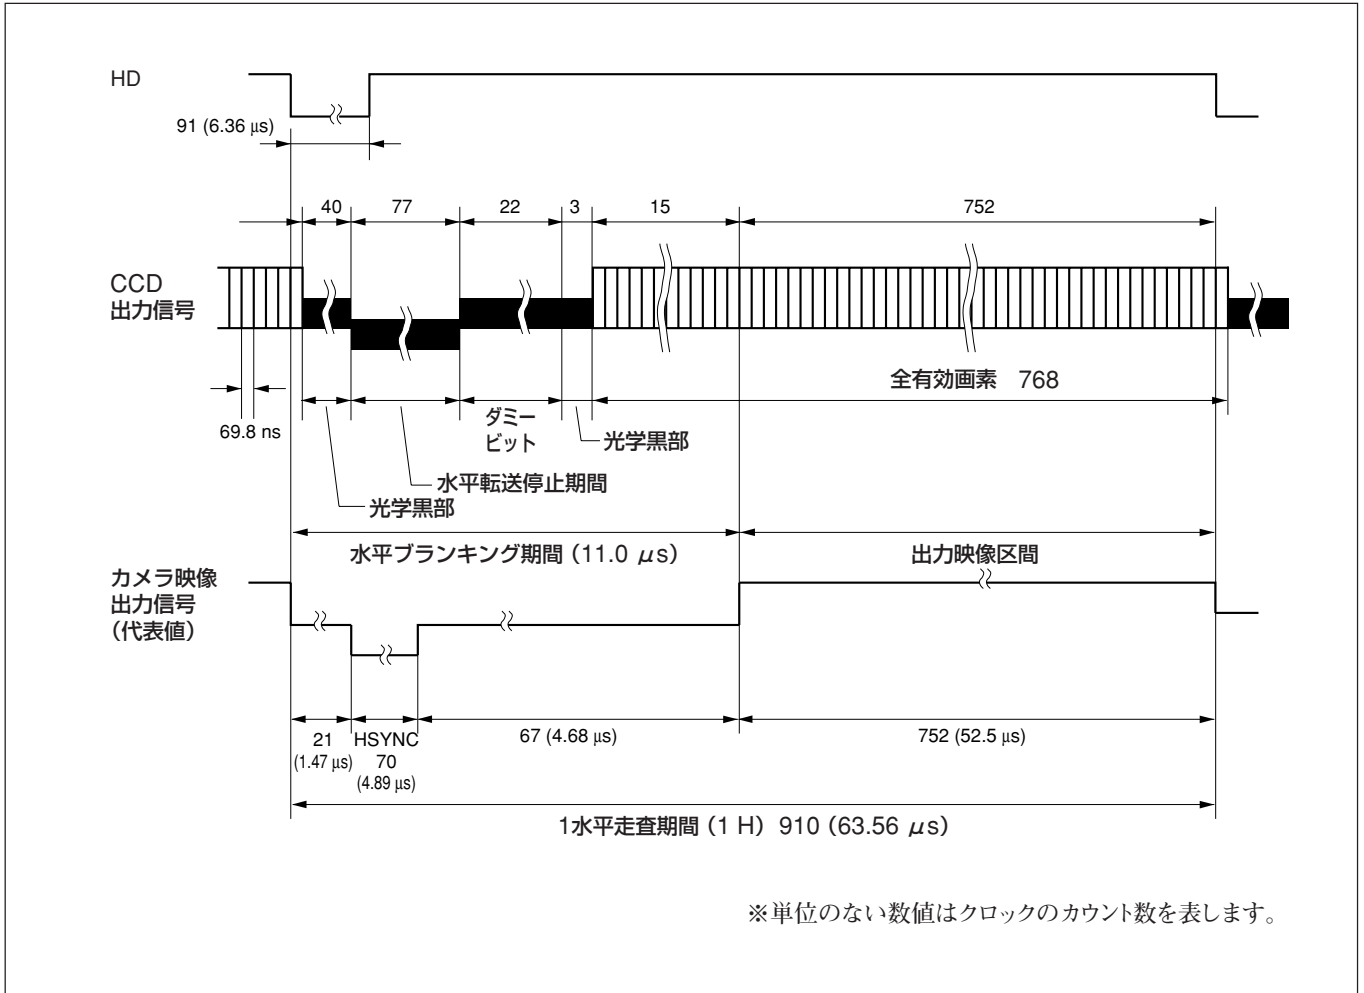 HD
91 (6.36 μs)
40 77 22 3 15 752
CCD
出力信号
全有効画素 768
69.8 ns
ダミー
ビット
光学黒部
水平転送停止期間
光学黒部
水平ブランキング期間 (11.0 μs)
出力映像区間
カメラ映像
出力信号
(代表値)
21
(1.47 μs)
HSYNC
70
(4.89 μs)
67 (4.68 μs)
752 (52.5 μs)
1水平走査期間 (1 H) 910 (63.56 μs)
※単位のない数値はクロックのカウント数を表します。